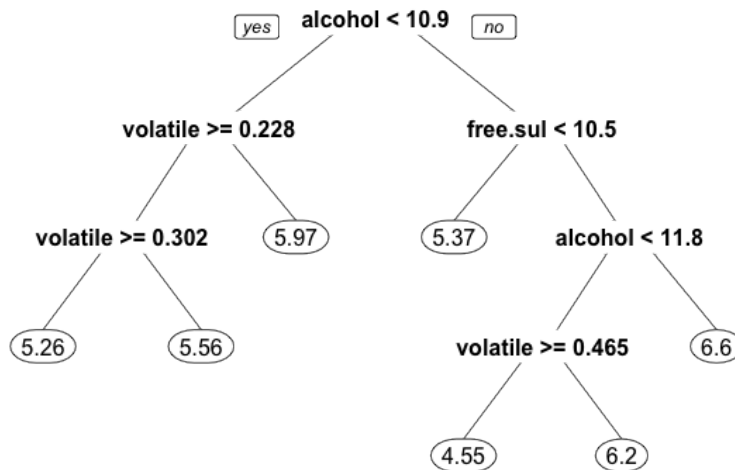 yes alcohol < 10.9 no
volatile >= 0.228 free.sul < 10.5
volatile >= 0.302 5.97 5.37 alcohol < 11.8
5.26 5.56 volatile >= 0.465 6.6
4.55 6.2